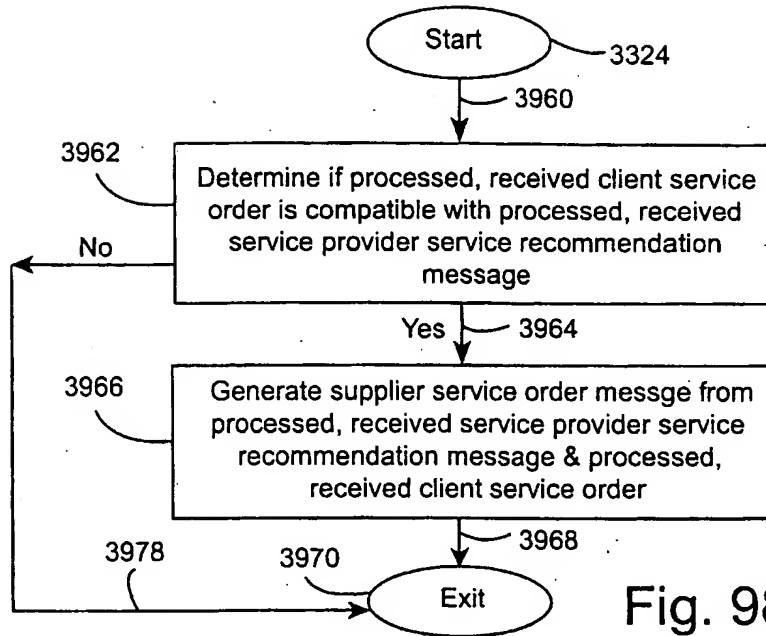 Start
3324
3960
3962
Determine if processed, received client service
order is compatible with processed, received
service provider service recommendation
message
No
Yes
3964
3966
Generate supplier service order messge from
processed, received service provider service
recommendation message & processed,
received client service order
3968
3978
3970
Exit